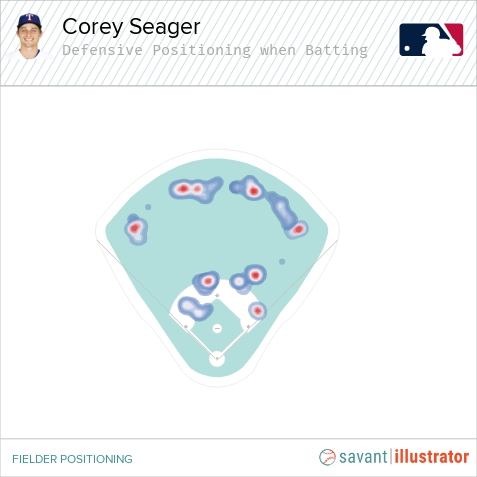 Corey Seager
Defensive Positioning when Batting
FIELDER POSITIONING
savant illustrator